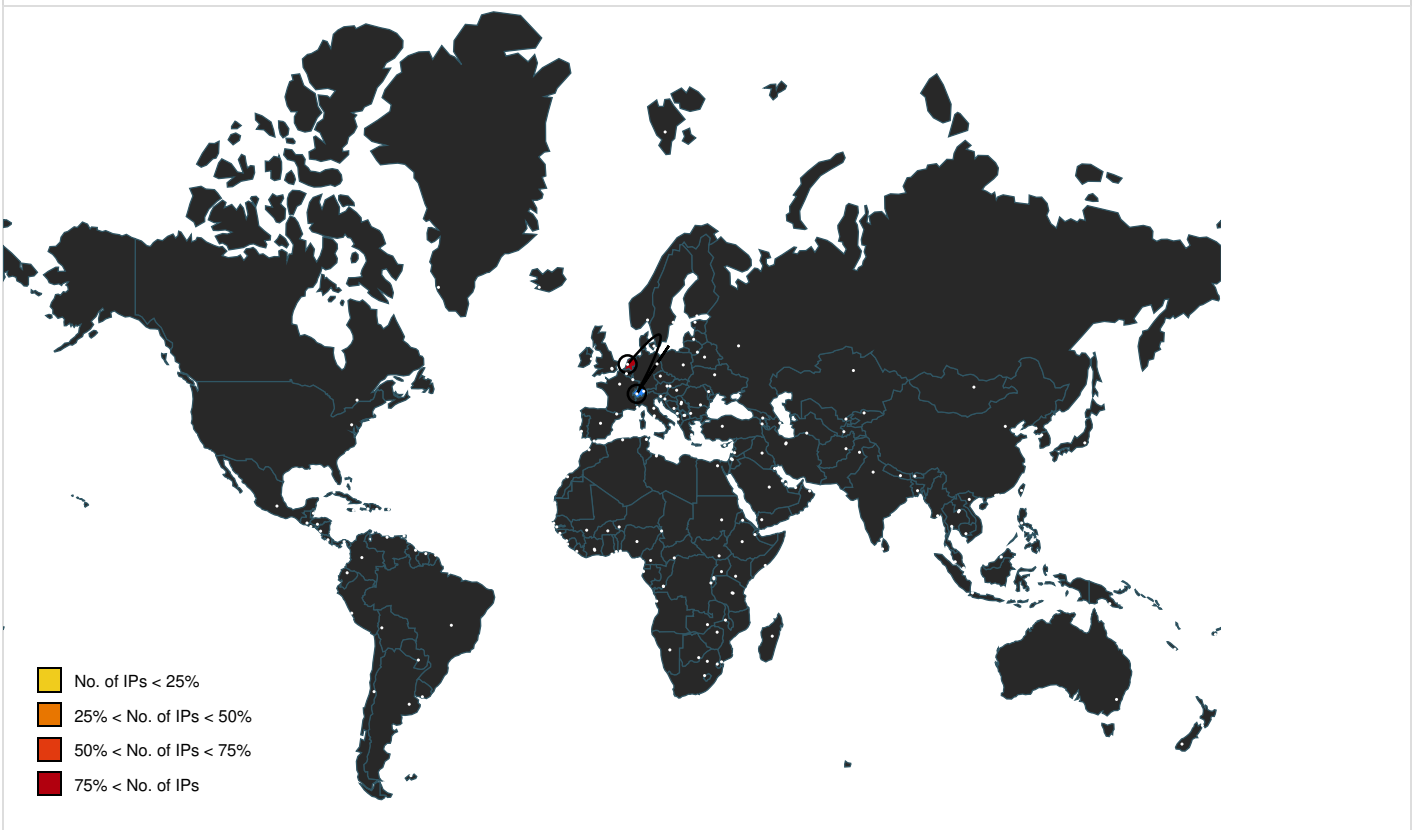 No. of IPs < 25%
25% < No. of IPs < 50%
50% < No. of IPs < 75%
75% < No. of IPs